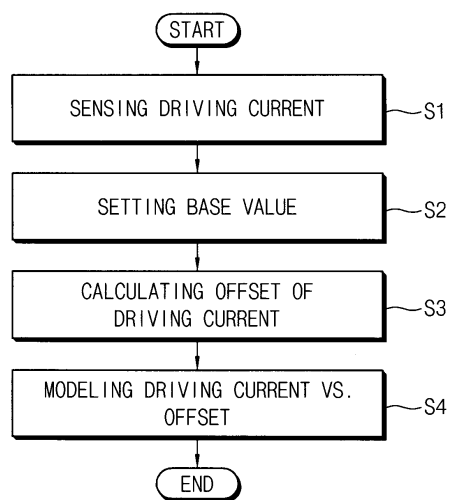 START
SENSING DRIVING CURRENT
S1
SETTING BASE VALUE
S2
CALCULATING OFFSET OF
DRIVING CURRENT
S3
MODELING DRIVING CURRENT VS.
OFFSET
S4
END